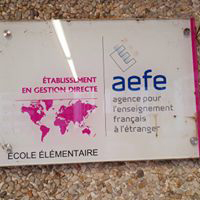 ÉTABLISSEMENT
EN GESTION DIRECTE
aefe
agence pour
l'enseignement
français
à l'étranger
ÉCOLE ÉLÉMENTAIRE